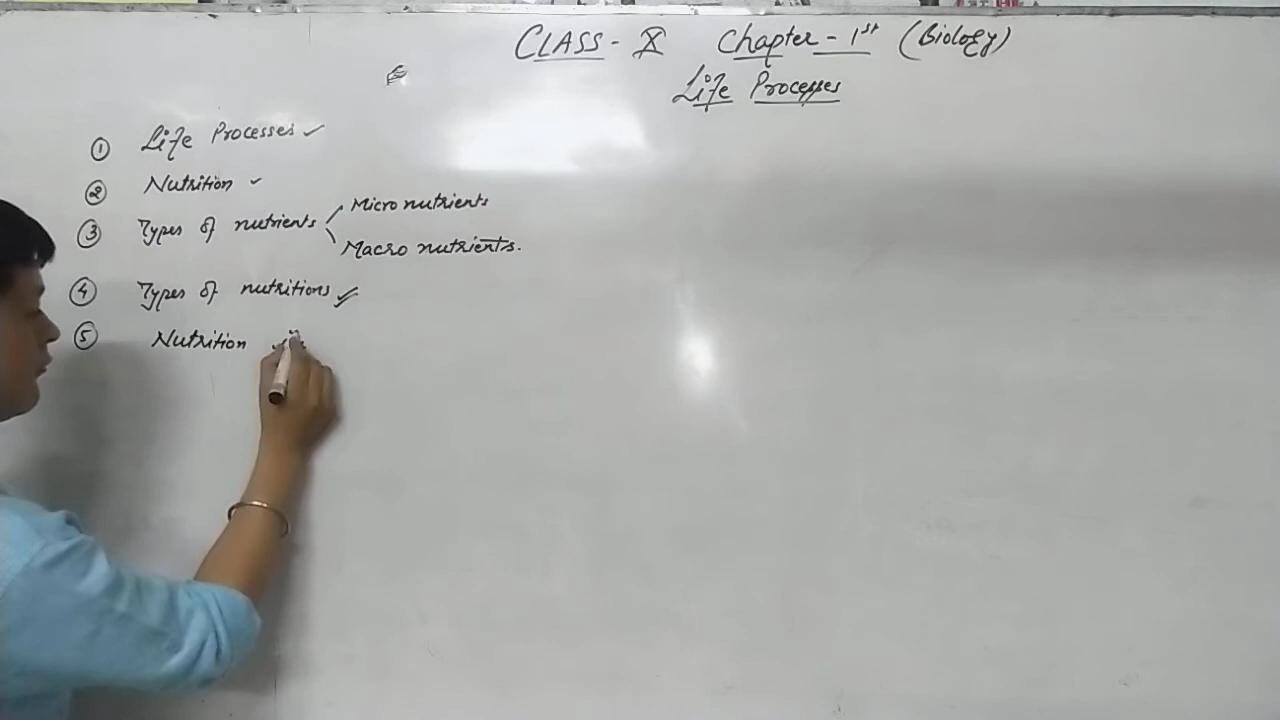 CLASS - X Chapter - 1st (Biology)
Life Processes
① Life Processes ✓
② Nutrition ✓
③ Types of nutrients
Micro nutrients
Macro nutrients.
④ Types of nutritions ✓
⑤ Nutrition